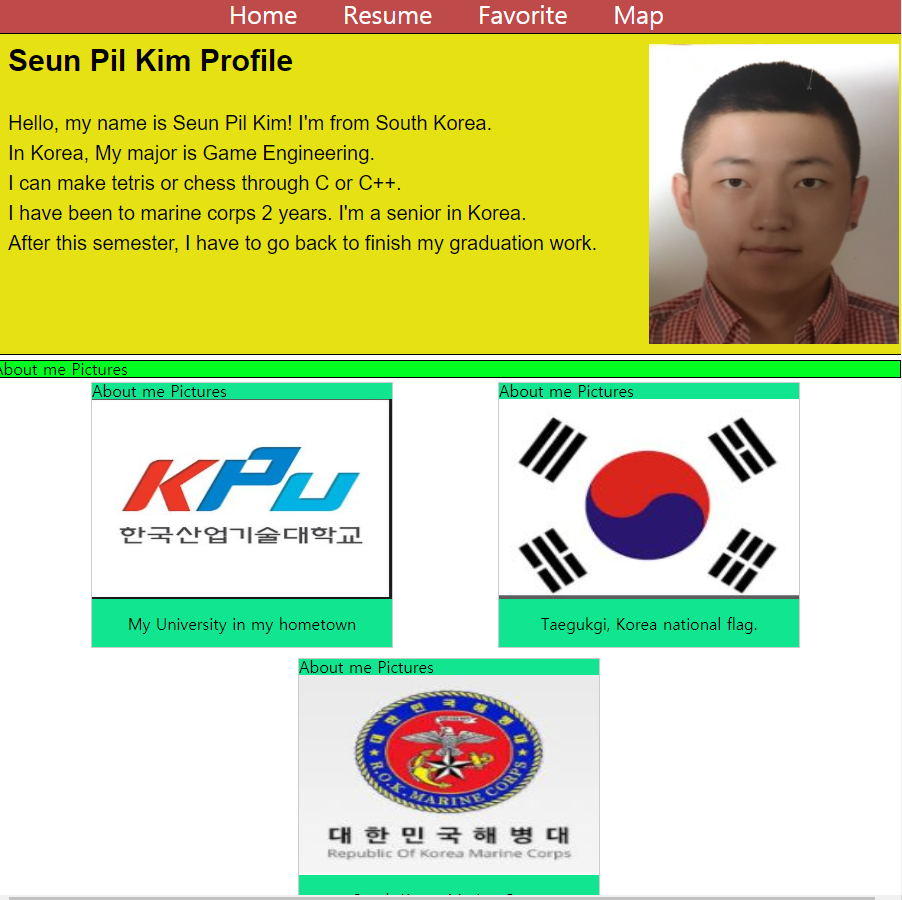 Home Resume Favorite Map
Seun Pil Kim Profile
Hello, my name is Seun Pil Kim! I'm from South Korea.
In Korea, My major is Game Engineering.
I can make tetris or chess through C or C++.
I have been to marine corps 2 years. I'm a senior in Korea.
After this semester, I have to go back to finish my graduation work.
About me Pictures
About me Pictures
KPU
한국산업기술대학교
My University in my hometown
About me Pictures
Taegukgi, Korea national flag.
About me Pictures
대한민국해병대
R.O.K. MARINE CORPS
대한민국해병대
Republic Of Korea Marine Corps